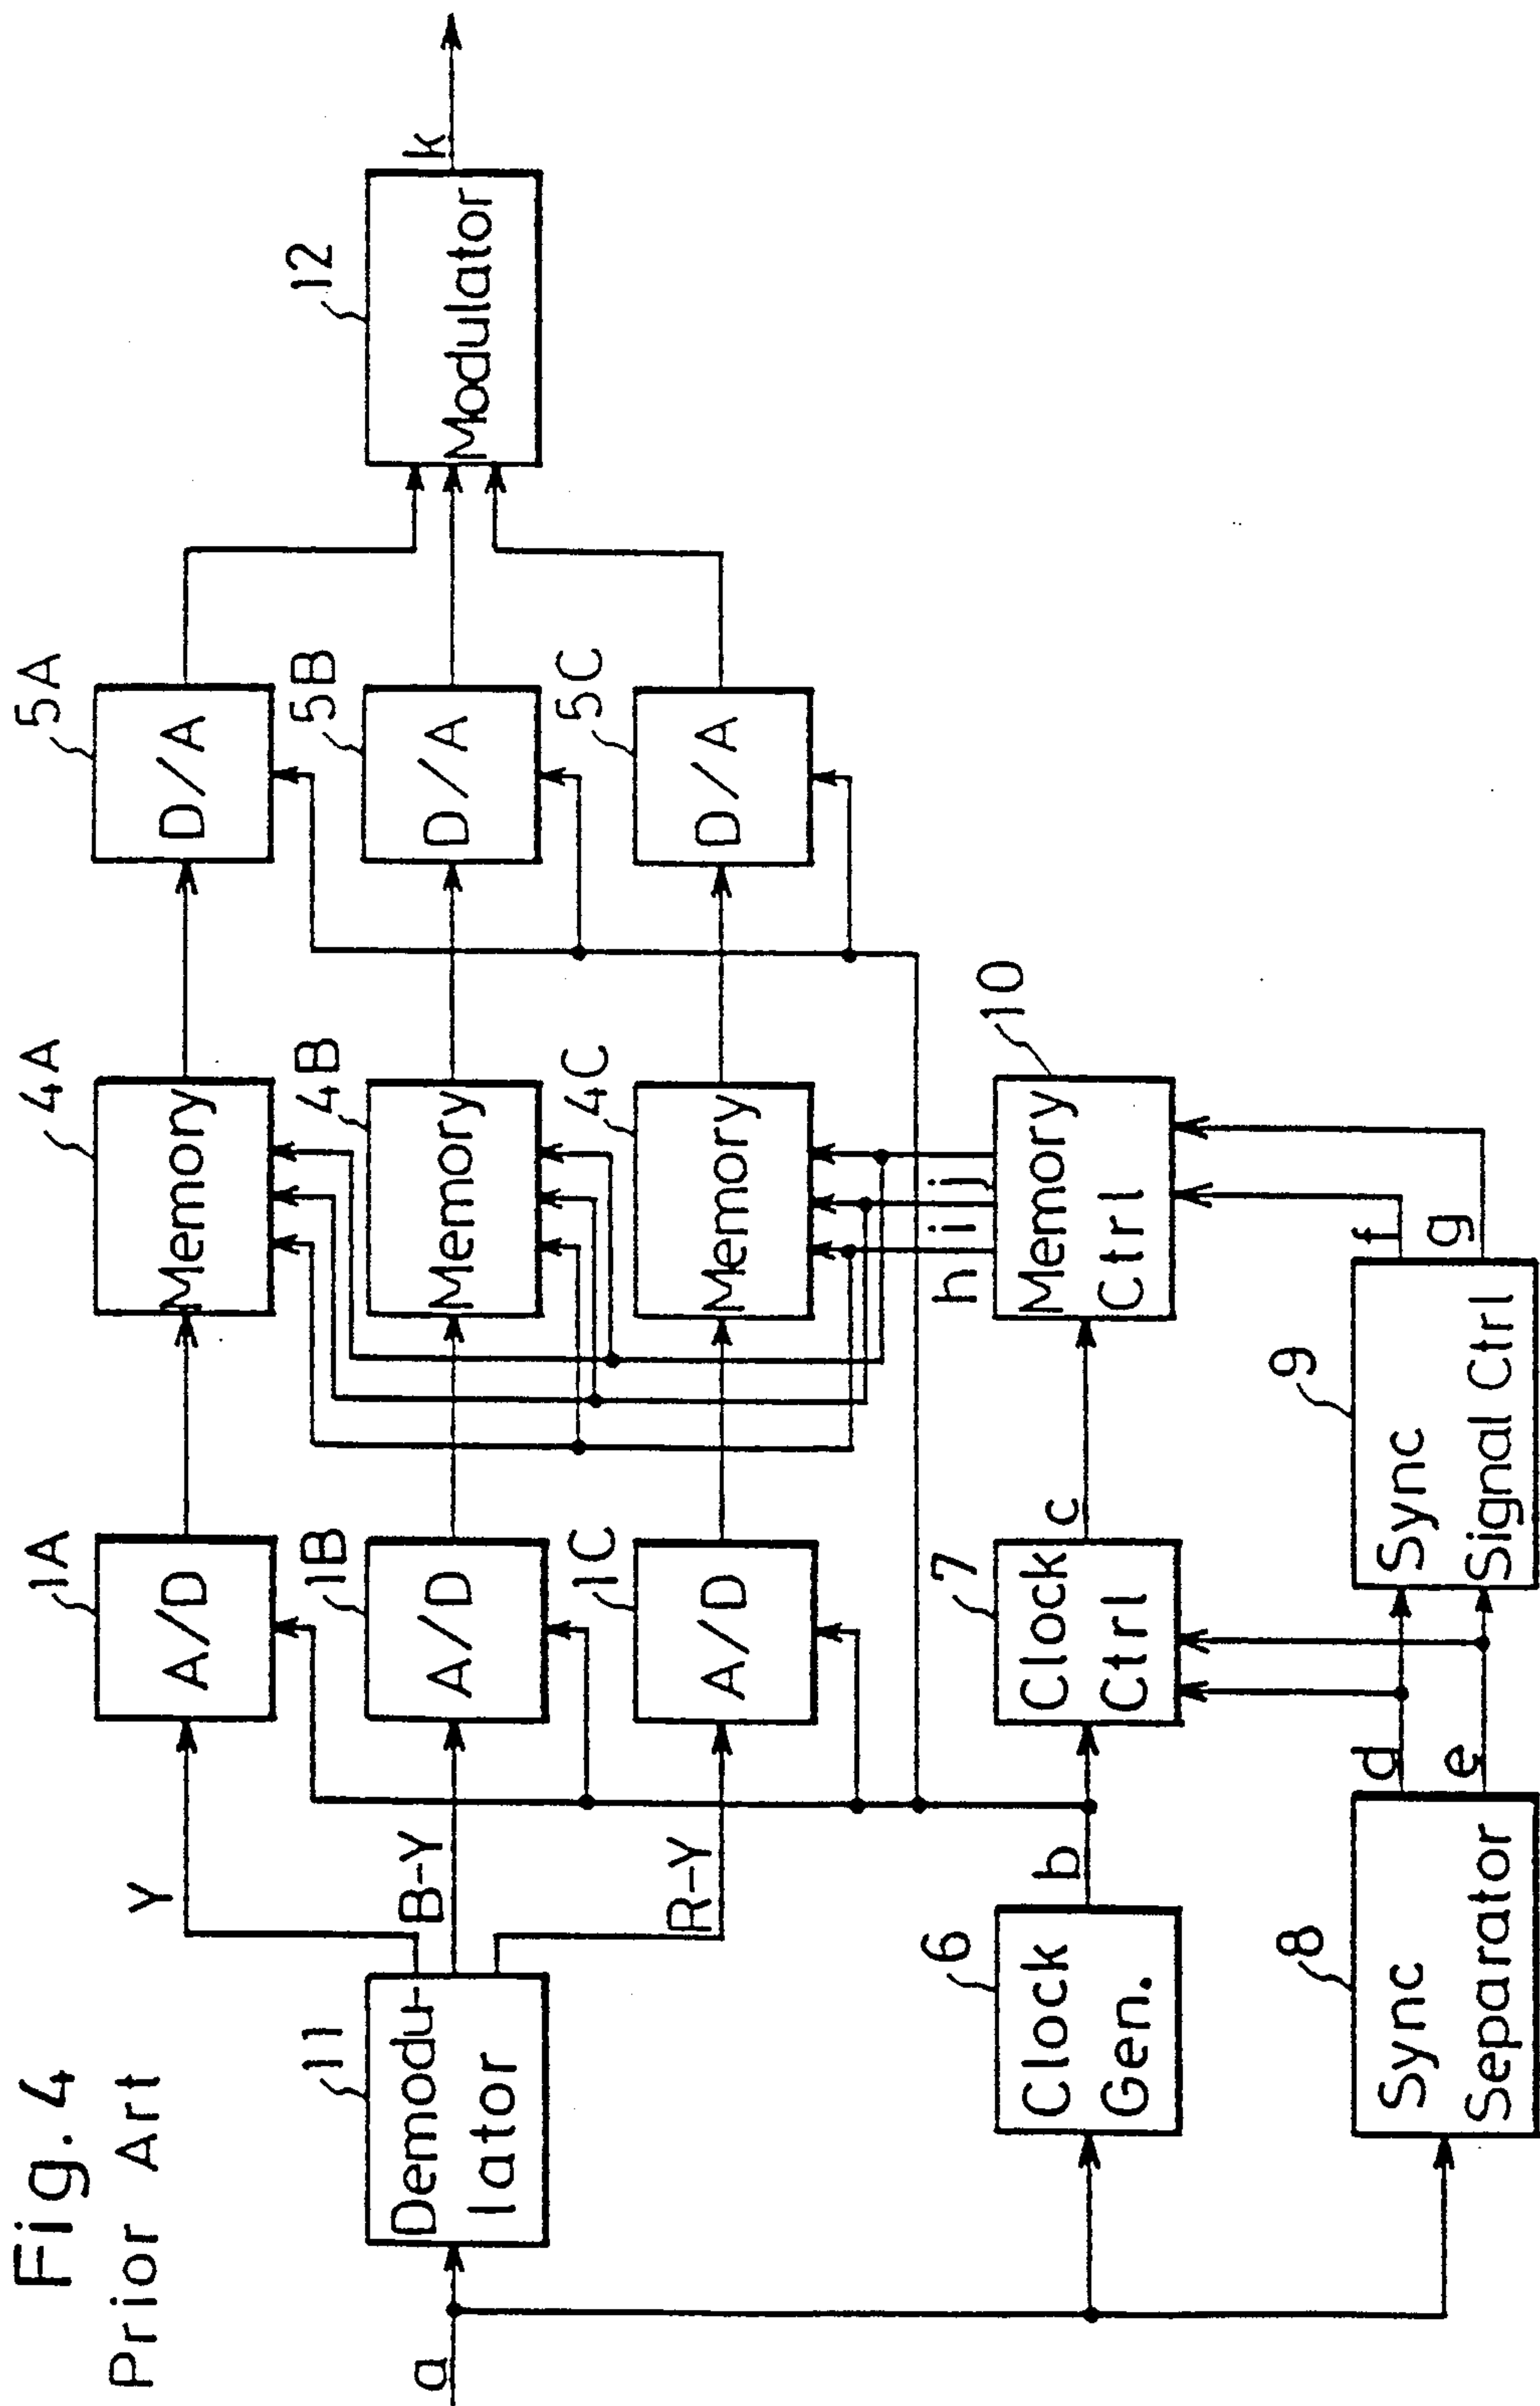 Fig. 4
Prior Art
a
11
Demodu-
lator
Y
B-Y
R-Y
1A
A/D
1B
A/D
1C
A/D
4A
Memory
4B
Memory
4C
Memory
5A
D/A
5B
D/A
5C
D/A
12
Modulator
k
6
Clock
Gen.
b
7
Clock
Ctrl
c
10
Memory
Ctrl
h
i
j
8
Sync
Separator
d
e
9
Sync
Signal Ctrl
f
g